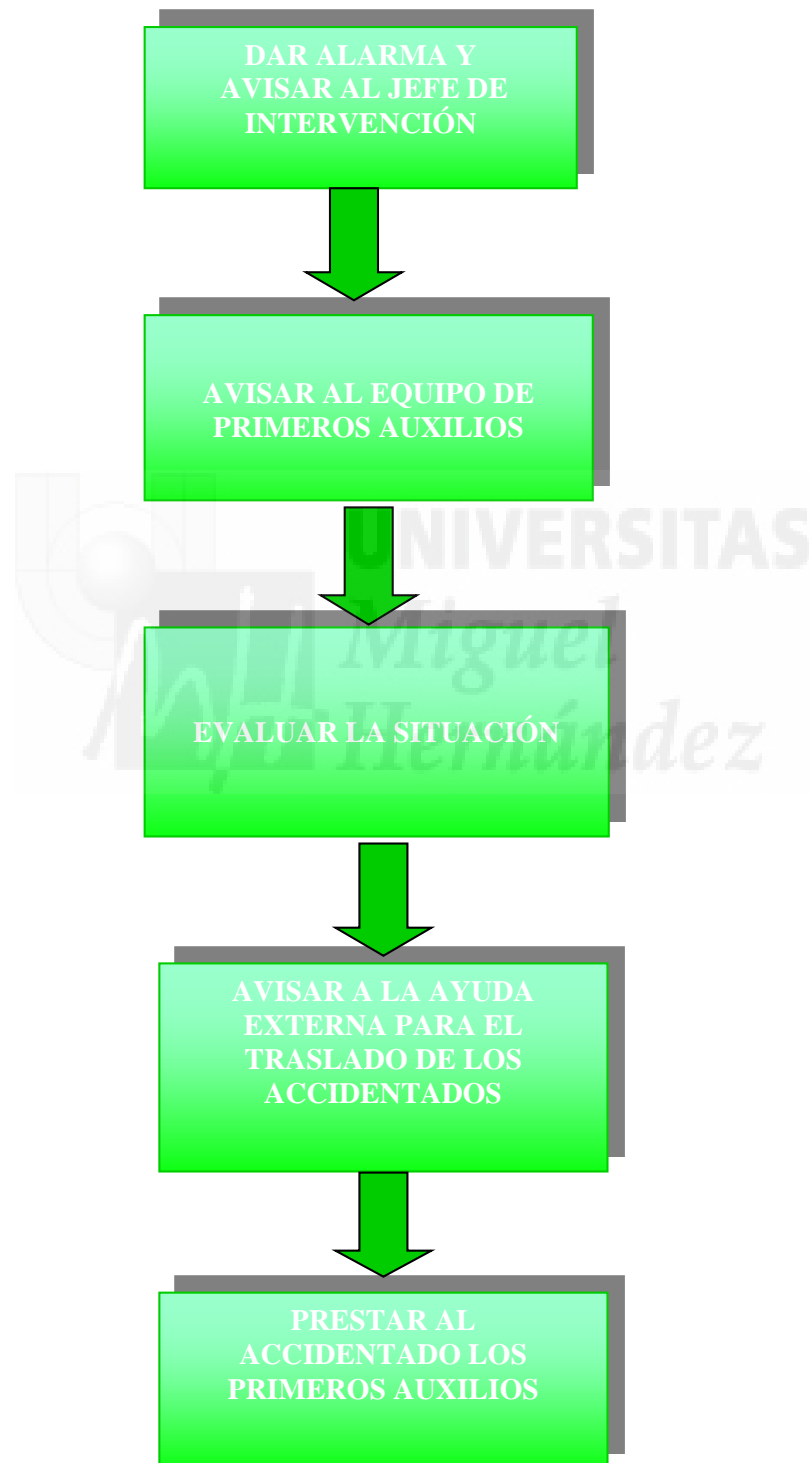 DAR ALARMA Y
AVISAR AL JEFE DE
INTERVENCIÓN
AVISAR AL EQUIPO DE
PRIMEROS AUXILIOS
UNIVERSITAS
Miguel
Hernández
EVALUAR LA SITUACIÓN
AVISAR A LA AYUDA
EXTERNA PARA EL
TRASLADO DE LOS
ACCIDENTADOS
PRESTAR AL
ACCIDENTADO LOS
PRIMEROS AUXILIOS